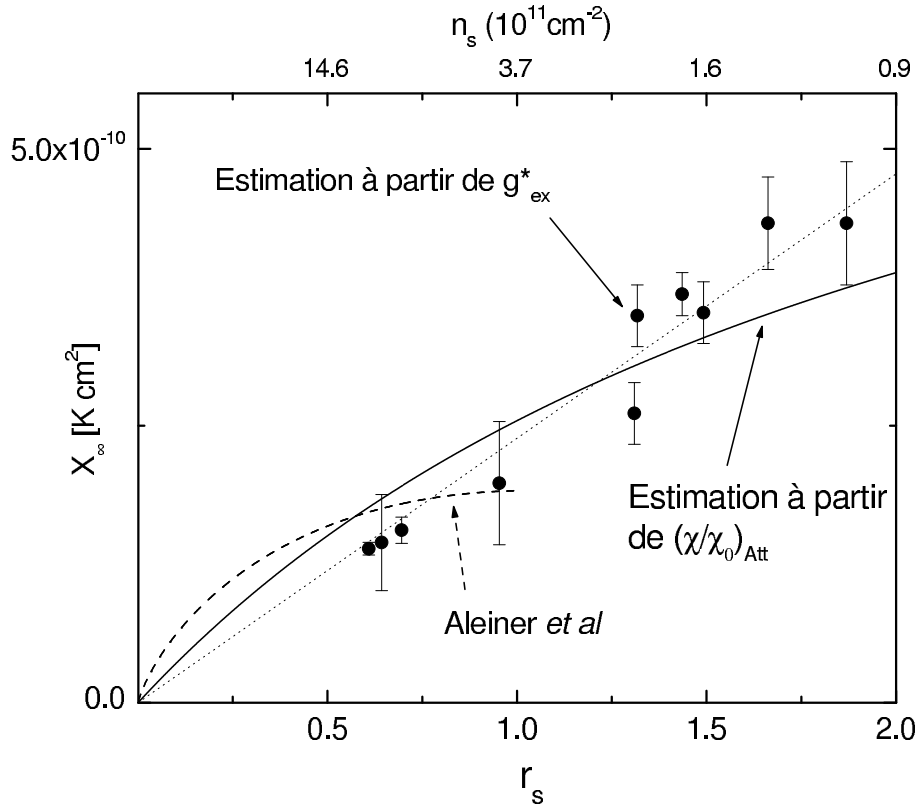 n_s (10^11 cm^-2)
14.6 3.7 1.6 0.9
5.0x10^-10
Estimation à partir de g*_ex
X_∞ [K cm^2]
Estimation à partir
de (χ/χ_0)_Att
Aleiner et al
0.0
0.5 1.0 1.5 2.0
r_s